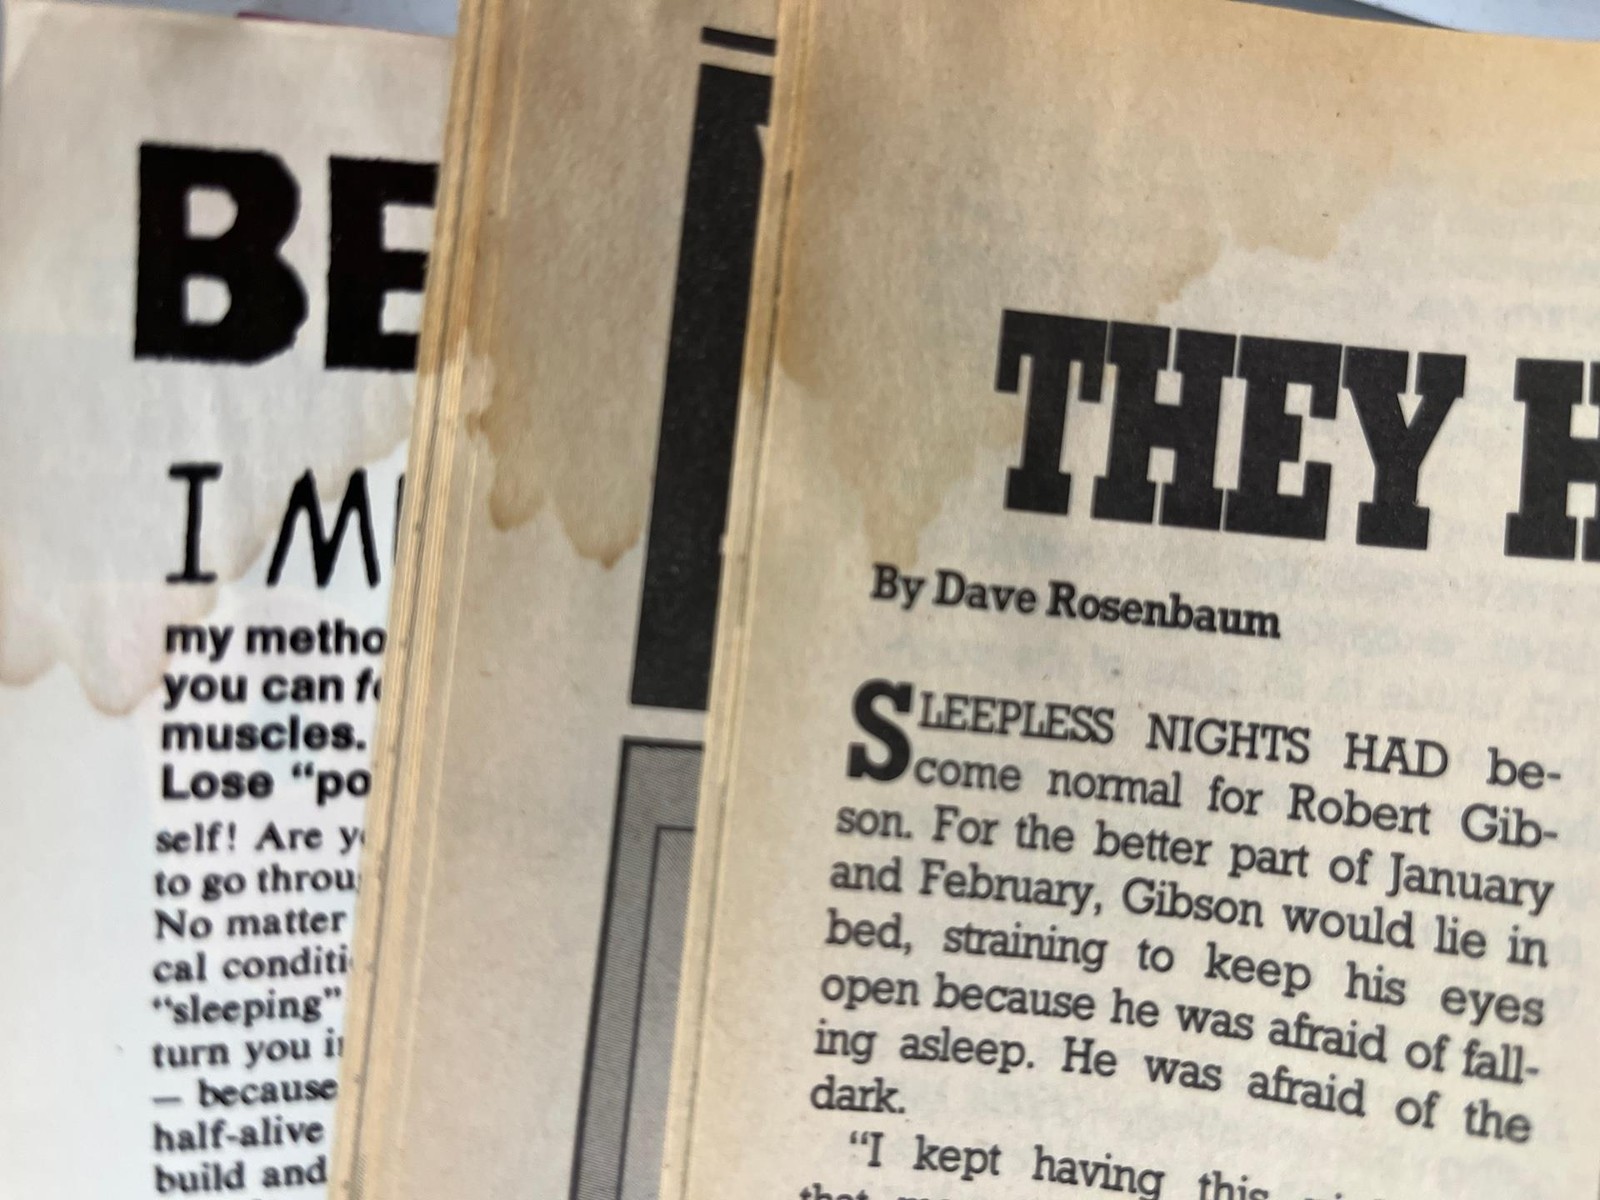 BE
I M
my metho
you can fe
muscles.
Lose "po
self! Are y
to go throu
No matter
cal conditi
"sleeping"
turn you i
— because
half-alive
build and
THEY H
By Dave Rosenbaum
SLEEPLESS NIGHTS HAD be-
come normal for Robert Gib-
son. For the better part of January
and February, Gibson would lie in
bed, straining to keep his eyes
open because he was afraid of fall-
ing asleep. He was afraid of the
dark.
"I kept having this
that